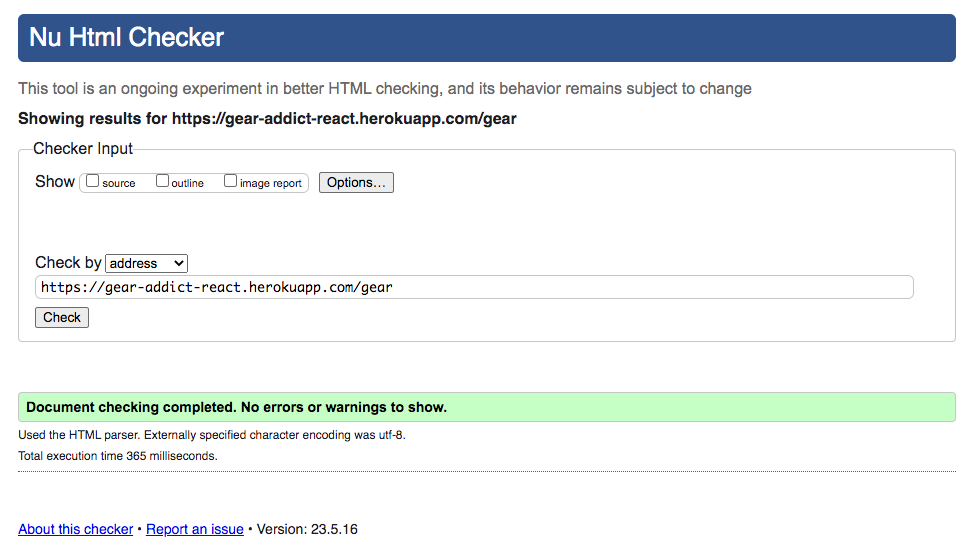 Nu Html Checker
This tool is an ongoing experiment in better HTML checking, and its behavior remains subject to change
Showing results for https://gear-addict-react.herokuapp.com/gear
Checker Input
Show source outline image report Options...
Check by address
https://gear-addict-react.herokuapp.com/gear
Check
Document checking completed. No errors or warnings to show.
Used the HTML parser. Externally specified character encoding was utf-8.
Total execution time 365 milliseconds.
About this checker • Report an issue • Version: 23.5.16